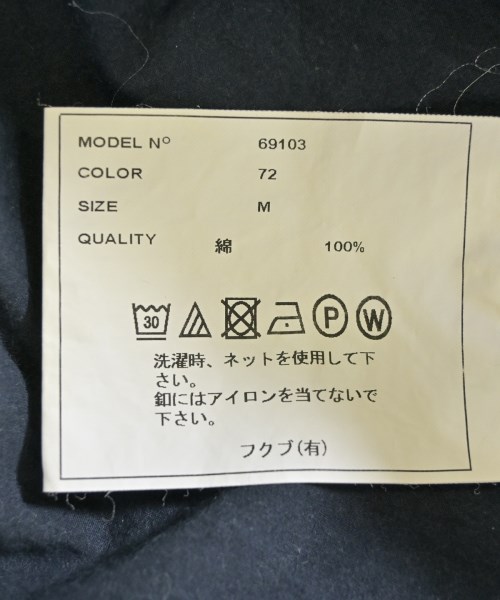 MODEL Nº 69103
COLOR 72
SIZE M
QUALITY 綿 100%
30 P W
洗濯時、ネットを使用して下
さい。
釦にはアイロンを当てないで
下さい。
フクブ(有)